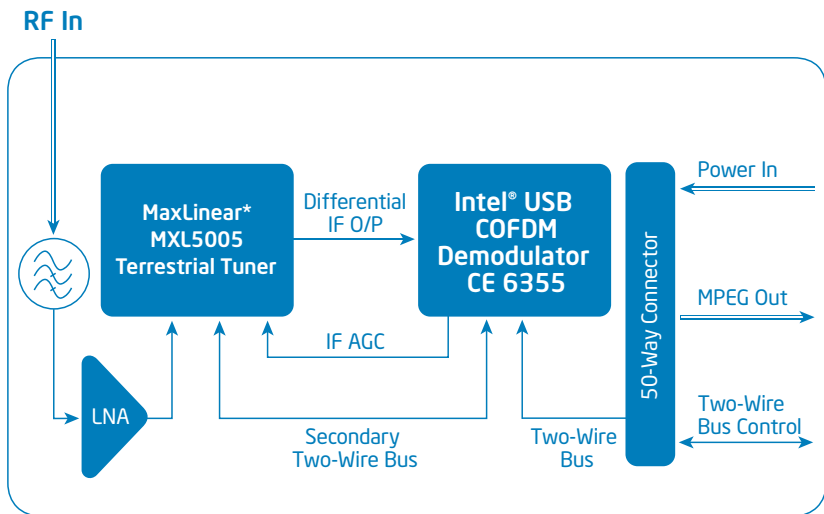 RF In
MaxLinear*
MXL5005
Terrestrial Tuner
Differential
IF O/P
Intel® USB
COFDM
Demodulator
CE 6355
50-Way Connector
Power In
MPEG Out
Two-Wire
Bus Control
IF AGC
LNA
Secondary
Two-Wire Bus
Two-Wire
Bus